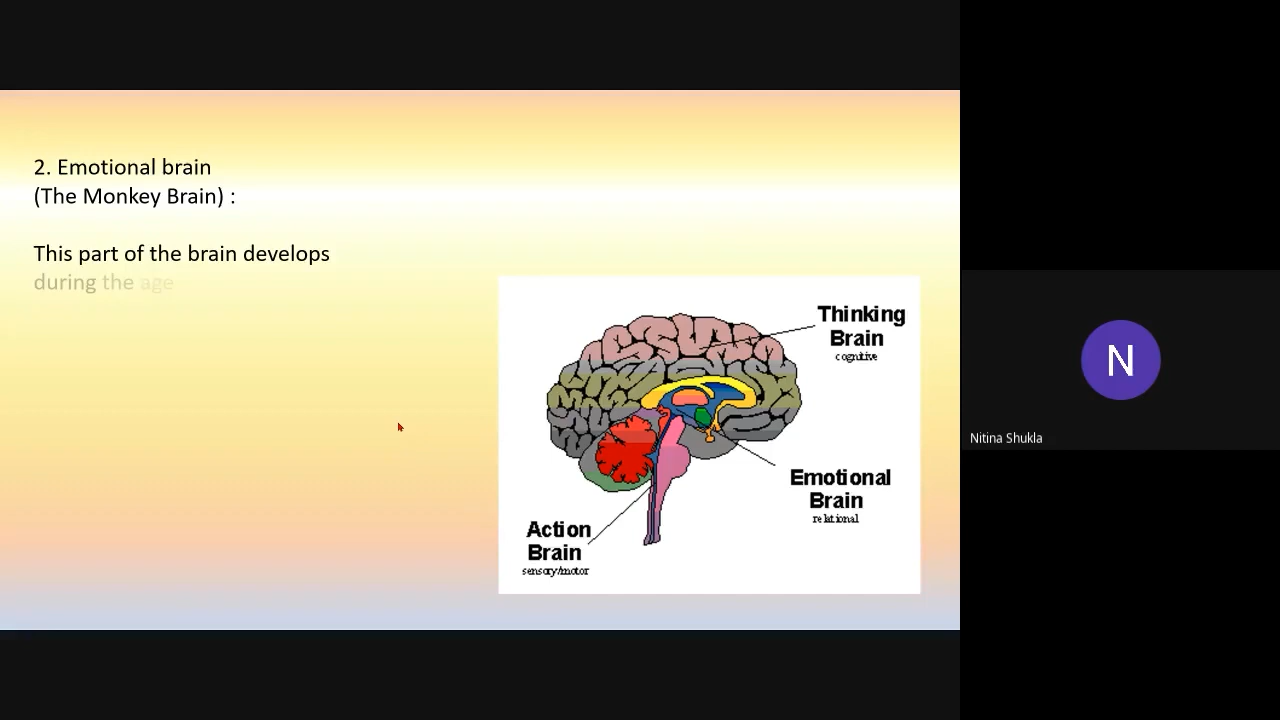 2. Emotional brain
(The Monkey Brain) :
This part of the brain develops
during the age
Thinking
Brain
cognitive
Emotional
Brain
relational
Action
Brain
sensory/motor
N
Nitina Shukla